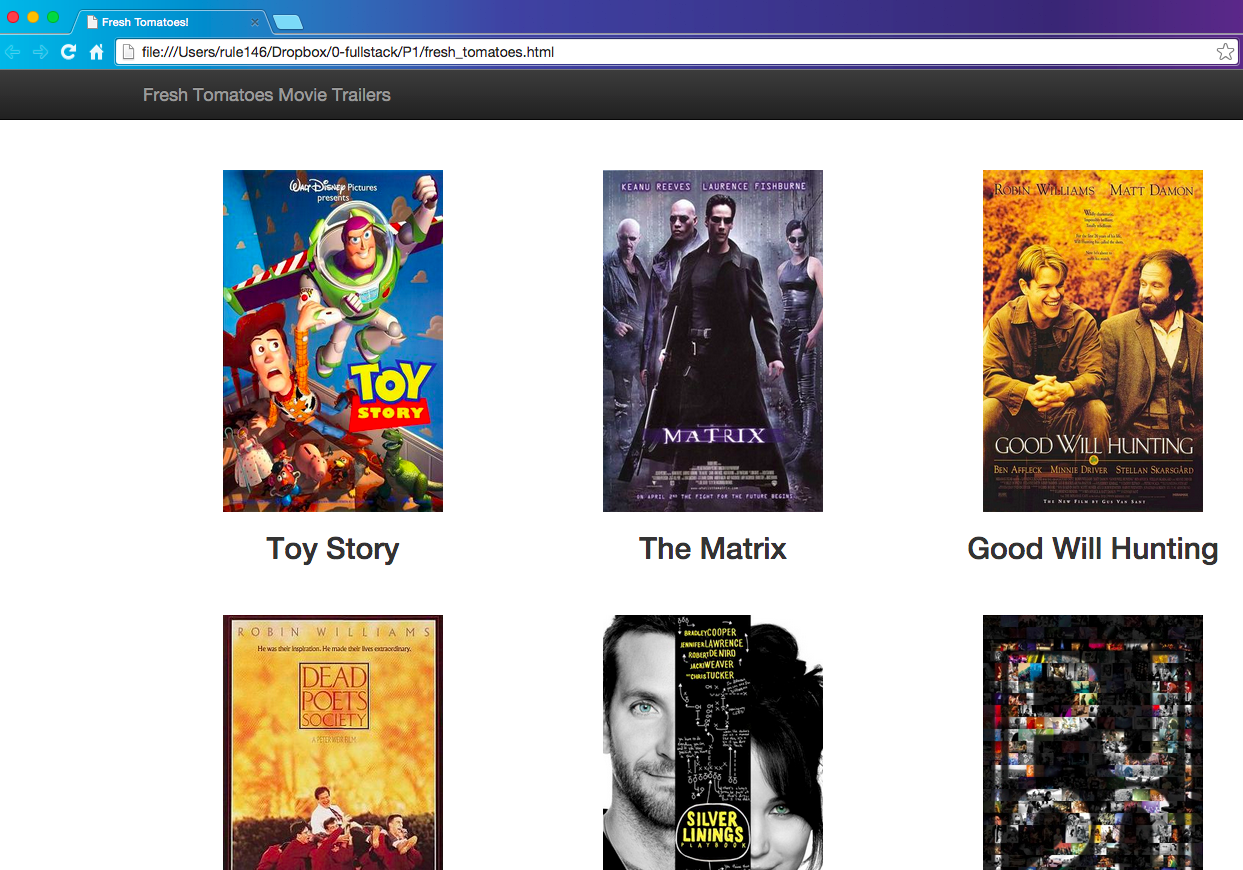 Fresh Tomatoes!
file:///Users/rule146/Dropbox/0-fullstack/P1/fresh_tomatoes.html
Fresh Tomatoes Movie Trailers
WALT DISNEY Pictures
presents
TOY
STORY
KEANU REEVES LAURENCE FISHBURNE
THE
MATRIX
ON APRIL 2ND THE FIGHT FOR THE FUTURE BEGINS.
ROBIN WILLIAMS MATT DAMON
GOOD WILL HUNTING
BEN AFFLECK MINNIE DRIVER STELLAN SKARSGÅRD
THE NEW FILM BY GUS VAN SANT
Toy Story
The Matrix
Good Will Hunting
ROBIN WILLIAMS
He was their inspiration. He made their lives extraordinary.
DEAD
POETS
SOCIETY
A PETER WEIR FILM
BRADLEY COOPER
JENNIFER LAWRENCE
ROBERT DE NIRO
JACKI WEAVER
AND CHRIS TUCKER
SILVER
LININGS
PLAYBOOK